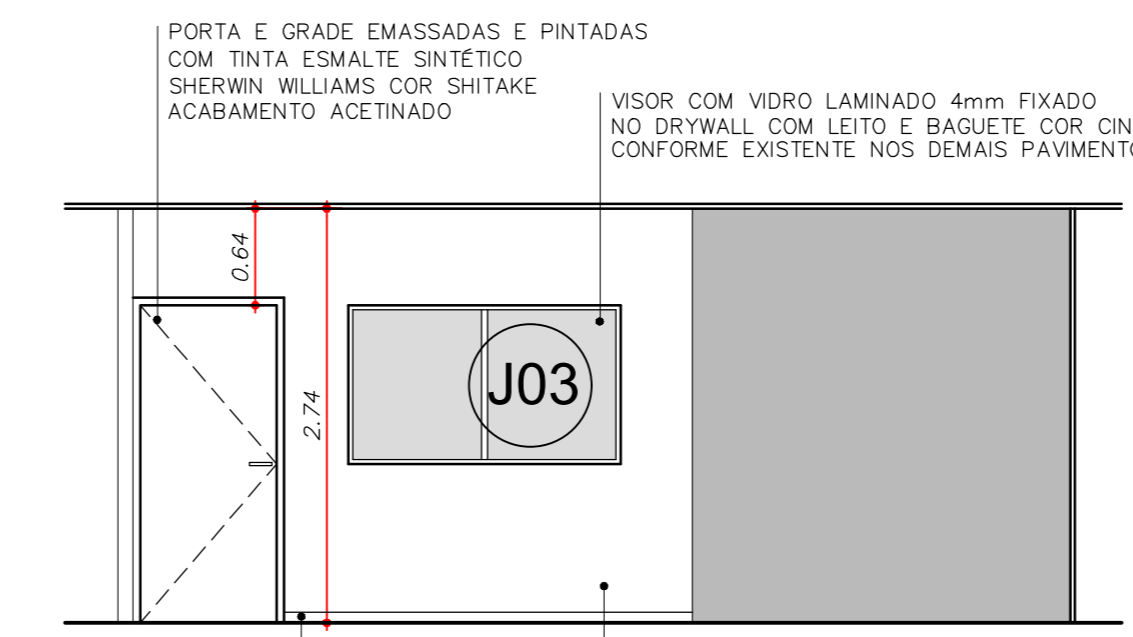 PORTA E GRADE EMASSADAS E PINTADAS
COM TINTA ESMALTE SINTÉTICO
SHERWIN WILLIAMS COR SHITAKE
ACABAMENTO ACETINADO
VISOR COM VIDRO LAMINADO 4mm FIXADO
NO DRYWALL COM LEITO E BAGUETE COR
CONFORME EXISTENTE NOS DEMAIS
0.64
2.74
J03